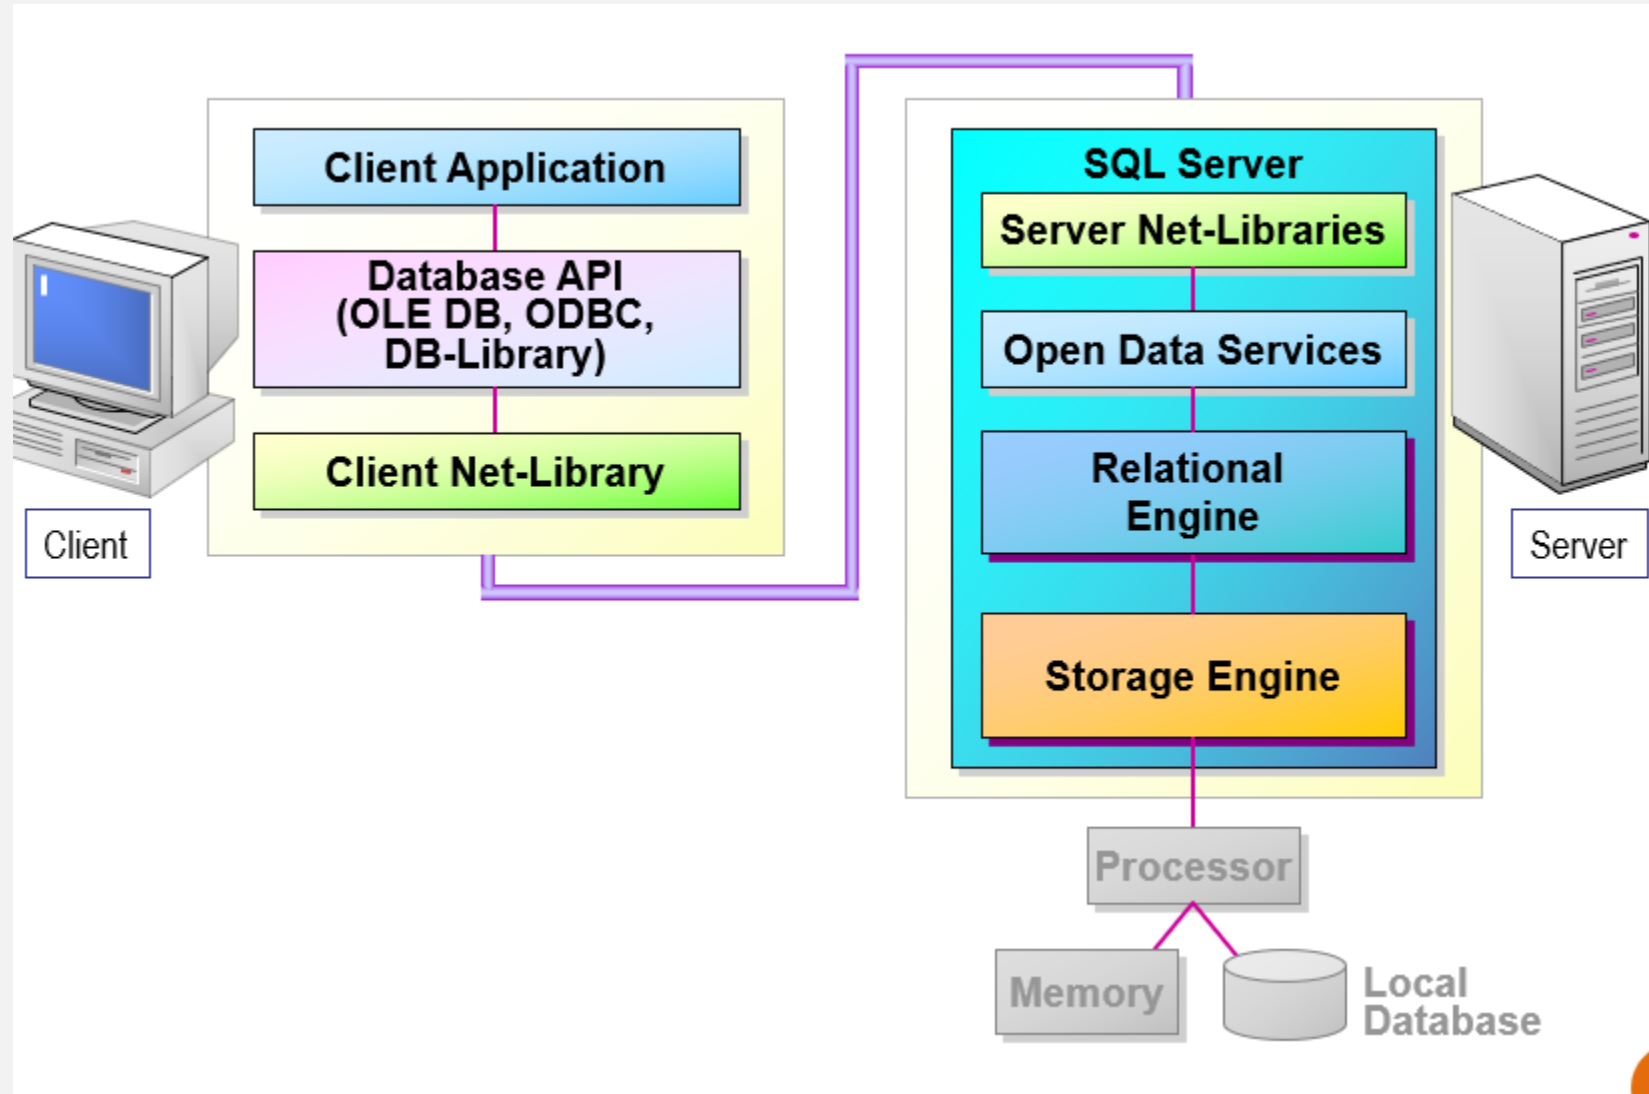 Client Application
Database API
(OLE DB, ODBC,
DB-Library)
Client Net-Library
Client
SQL Server
Server Net-Libraries
Open Data Services
Relational
Engine
Storage Engine
Server
Processor
Memory
Local
Database